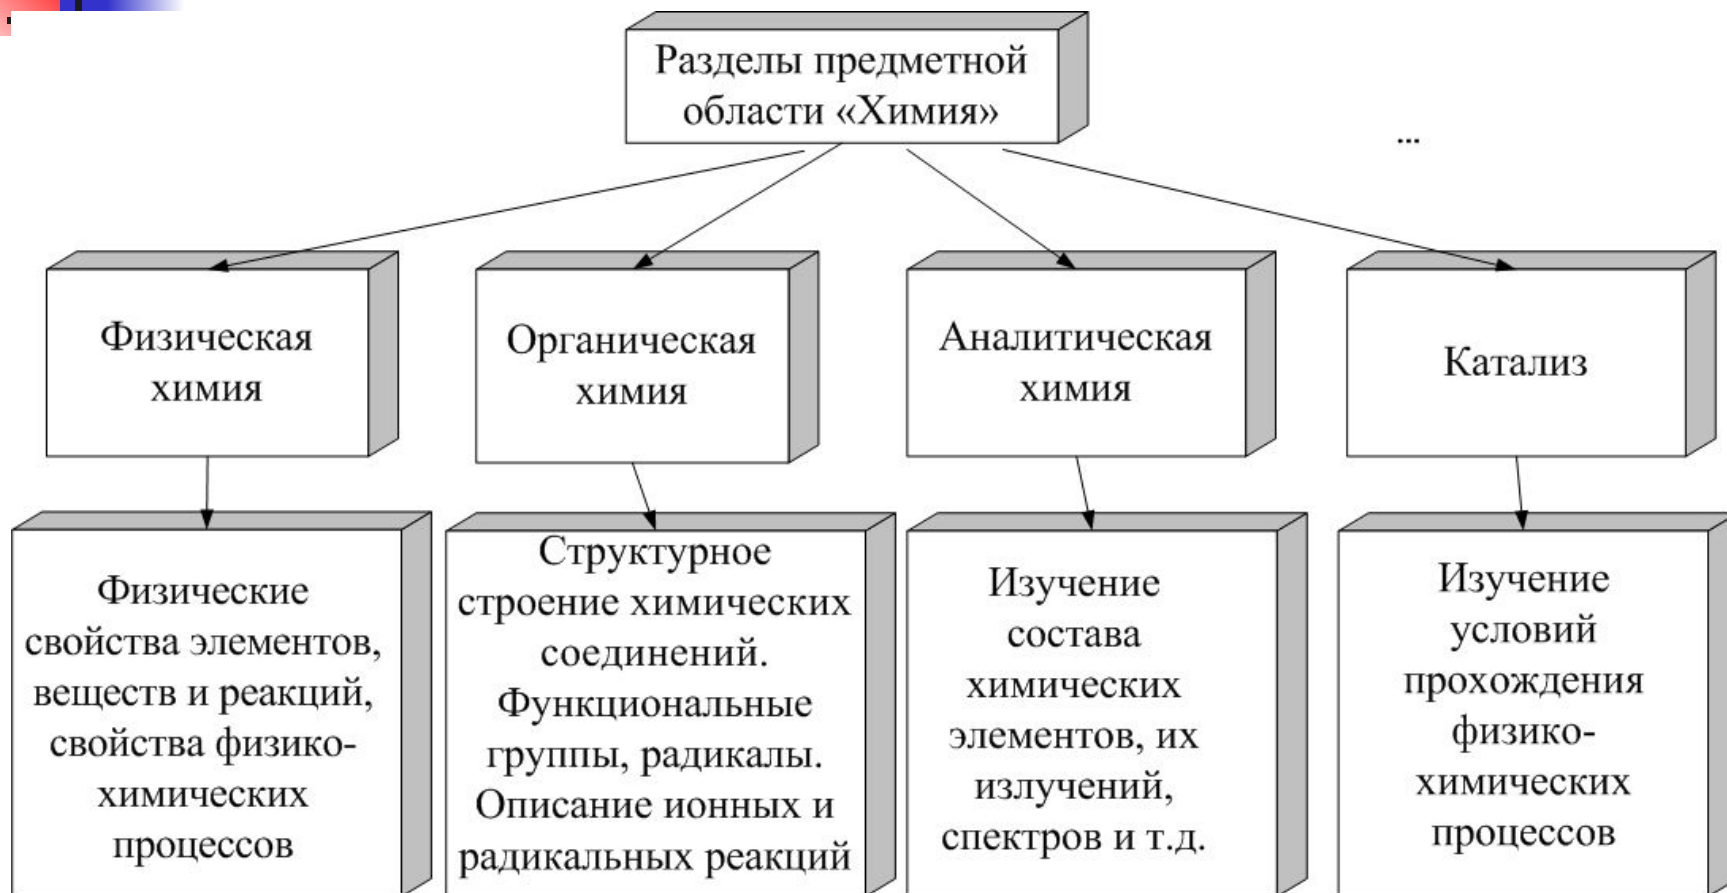 Разделы предметной
области «Химия»
...
Физическая
химия
Органическая
химия
Аналитическая
химия
Катализ
Физические
свойства элементов,
веществ и реакций,
свойства физико-
химических
процессов
Структурное
строение химических
соединений.
Функциональные
группы, радикалы.
Описание ионных и
радикальных реакций
Изучение
состава
химических
элементов, их
излучений,
спектров и т.д.
Изучение
условий
прохождения
физико-
химических
процессов